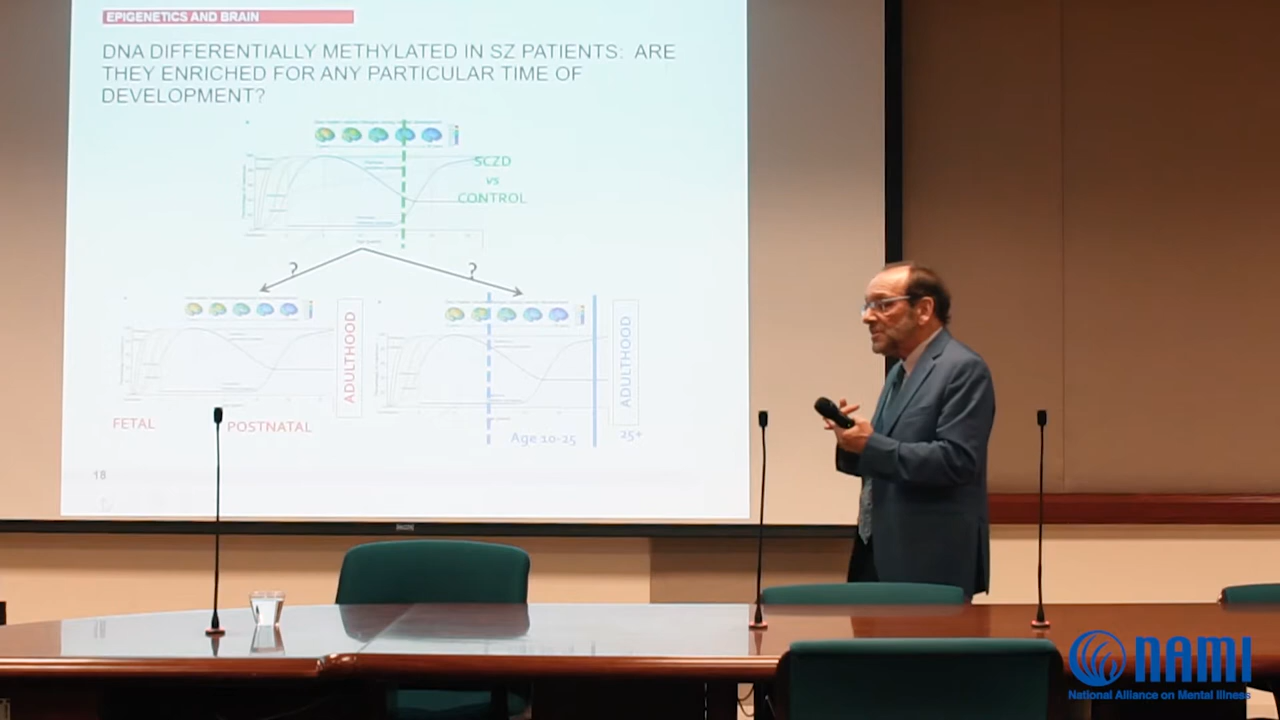 EPIGENETICS AND BRAIN
DNA DIFFERENTIALLY METHYLATED IN SZ PATIENTS: ARE
THEY ENRICHED FOR ANY PARTICULAR TIME OF
DEVELOPMENT?
SCZD
vs
CONTROL
?
?
ADULTHOOD
ADULTHOOD
FETAL
POSTNATAL
Age 10-25
25+
18
NAMI
National Alliance on Mental Illness